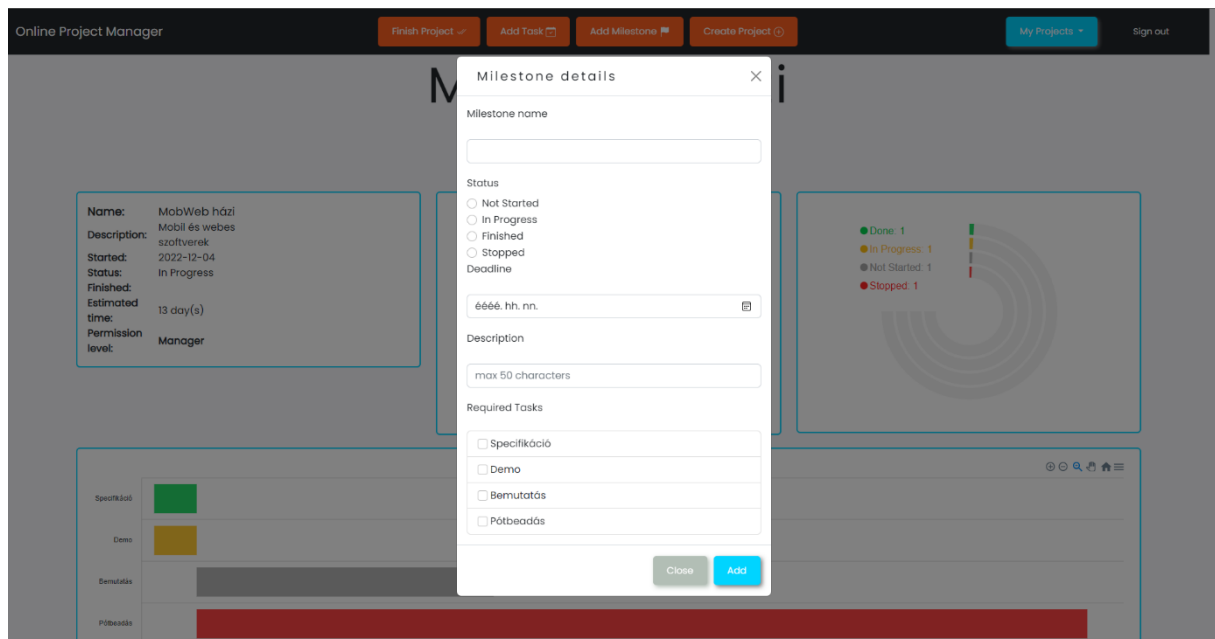 Online Project Manager
Finish Project
Add Task
Add Milestone
Create Project
My Projects
Sign out
M
i
Milestone details
Milestone name
Status
Not Started
In Progress
Finished
Stopped
Deadline
éééé. hh. nn.
Description
max 50 characters
Required Tasks
Specifikáció
Demo
Bemutatás
Pótbeadás
Close
Add
Name: MobWeb házi
Description: Mobil és webes
szoftverek
Started: 2022-12-04
Status: In Progress
Finished:
Estimated
time: 13 day(s)
Permission
level: Manager
Done: 1
In Progress: 1
Not Started: 1
Stopped: 1
Specifikáció
Demo
Bemutatás
Pótbeadás